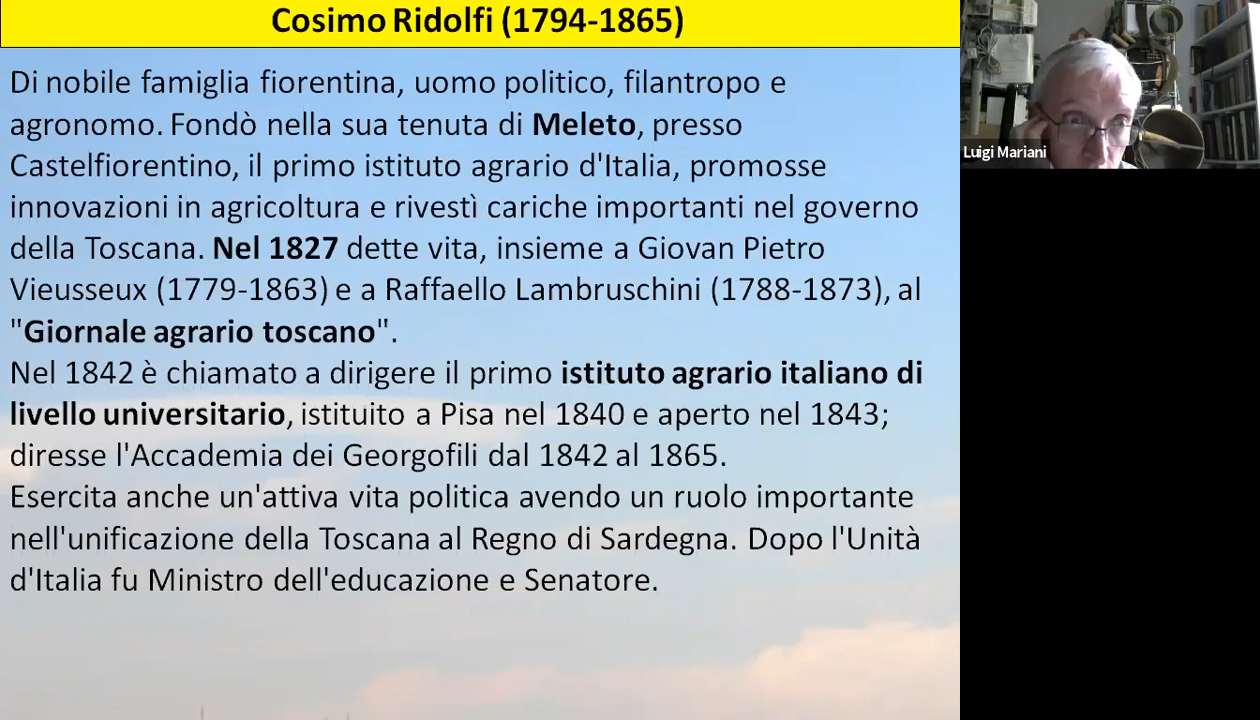 Cosimo Ridolfi (1794-1865)
Di nobile famiglia fiorentina, uomo politico, filantropo e
agronomo. Fondò nella sua tenuta di Meleto, presso
Castelfiorentino, il primo istituto agrario d'Italia, promosse
innovazioni in agricoltura e rivestì cariche importanti nel governo
della Toscana. Nel 1827 dette vita, insieme a Giovan Pietro
Vieusseux (1779-1863) e a Raffaello Lambruschini (1788-1873), al
"Giornale agrario toscano".
Nel 1842 è chiamato a dirigere il primo istituto agrario italiano di
livello universitario, istituito a Pisa nel 1840 e aperto nel 1843;
diresse l'Accademia dei Georgofili dal 1842 al 1865.
Esercita anche un'attiva vita politica avendo un ruolo importante
nell'unificazione della Toscana al Regno di Sardegna. Dopo l'Unità
d'Italia fu Ministro dell'educazione e Senatore.
Luigi Mariani